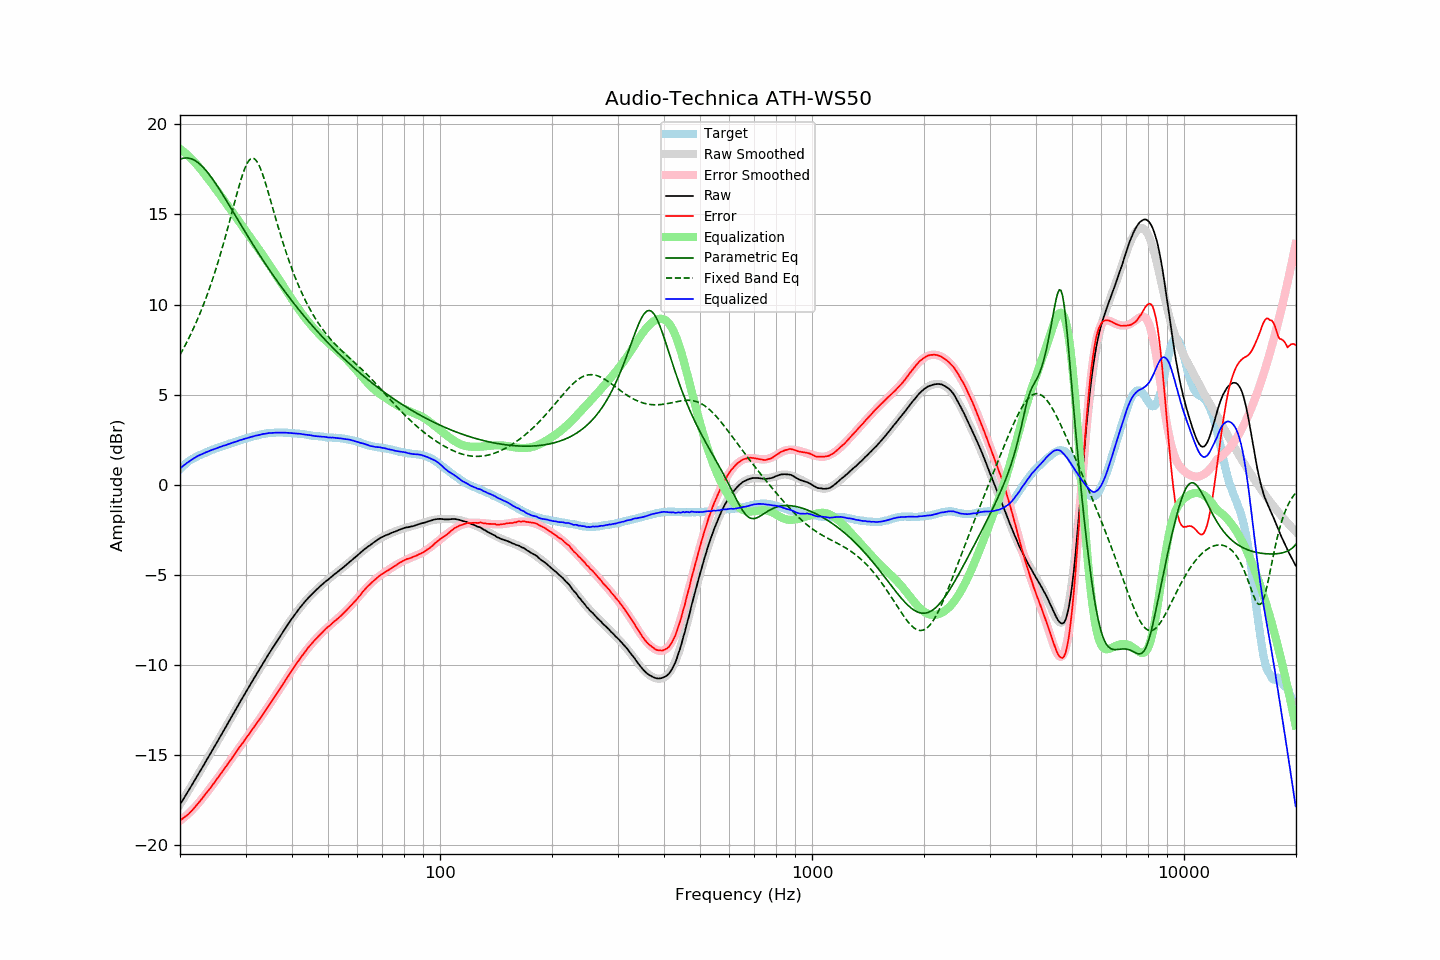 Audio-Technica ATH-WS50
Target
Raw Smoothed
Error Smoothed
Raw
Error
Equalization
Parametric Eq
Fixed Band Eq
Equalized
20
15
10
5
0
−5
−10
−15
−20
Amplitude (dBr)
100
1000
10000
Frequency (Hz)